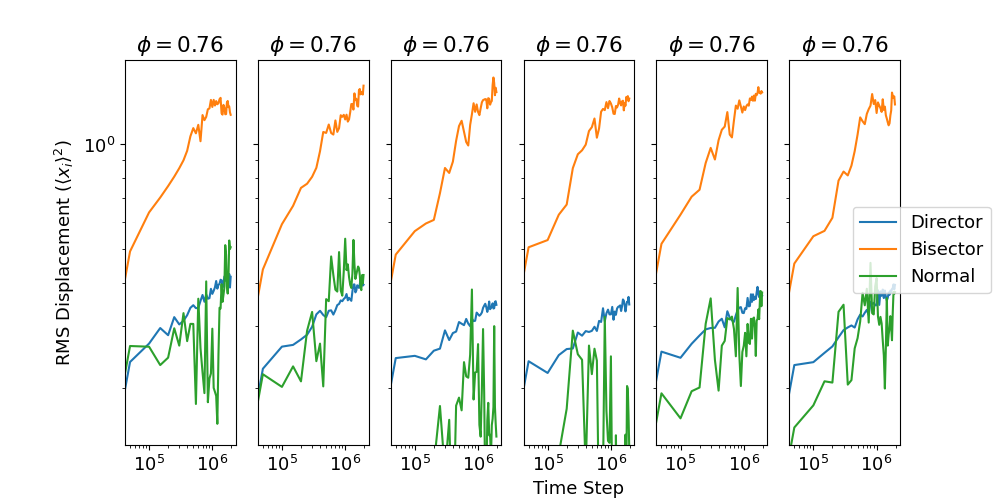 ϕ = 0.76 ϕ = 0.76 ϕ = 0.76 ϕ = 0.76 ϕ = 0.76 ϕ = 0.76
RMS Displacement (⟨x_i⟩²)
10⁰
Director
Bisector
Normal
10⁵ 10⁶ 10⁵ 10⁶ 10⁵ 10⁶ 10⁵ 10⁶ 10⁵ 10⁶ 10⁵ 10⁶
Time Step